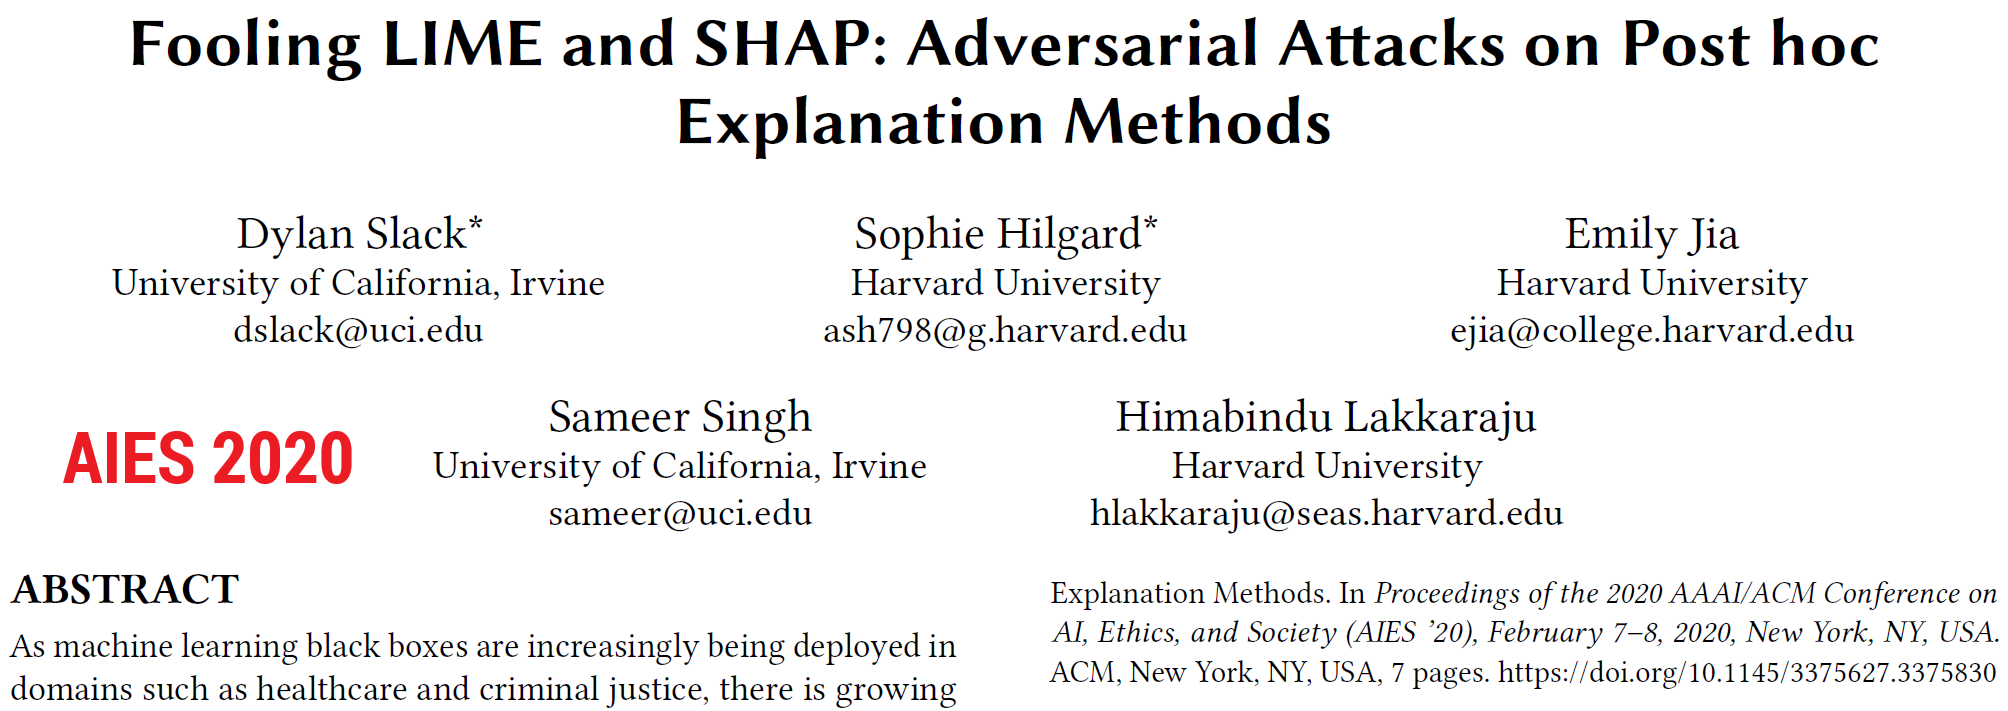 Fooling LIME and SHAP: Adversarial Attacks on Post hoc
Explanation Methods
Dylan Slack*
University of California, Irvine
dslack@uci.edu
Sophie Hilgard*
Harvard University
ash798@g.harvard.edu
Emily Jia
Harvard University
ejia@college.harvard.edu
AIES 2020
Sameer Singh
University of California, Irvine
sameer@uci.edu
Himabindu Lakkaraju
Harvard University
hlakkaraju@seas.harvard.edu
ABSTRACT
As machine learning black boxes are increasingly being deployed in
domains such as healthcare and criminal justice, there is growing
Explanation Methods. In Proceedings of the 2020 AAAI/ACM Conference on
AI, Ethics, and Society (AIES ’20), February 7–8, 2020, New York, NY, USA.
ACM, New York, NY, USA, 7 pages. https://doi.org/10.1145/3375627.3375830